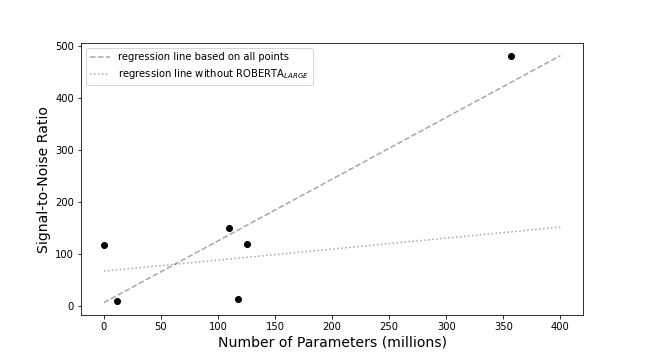 regression line based on all points
regression line without ROBERTA_LARGE
500
400
300
200
100
0
Signal-to-Noise Ratio
0 50 100 150 200 250 300 350 400
Number of Parameters (millions)